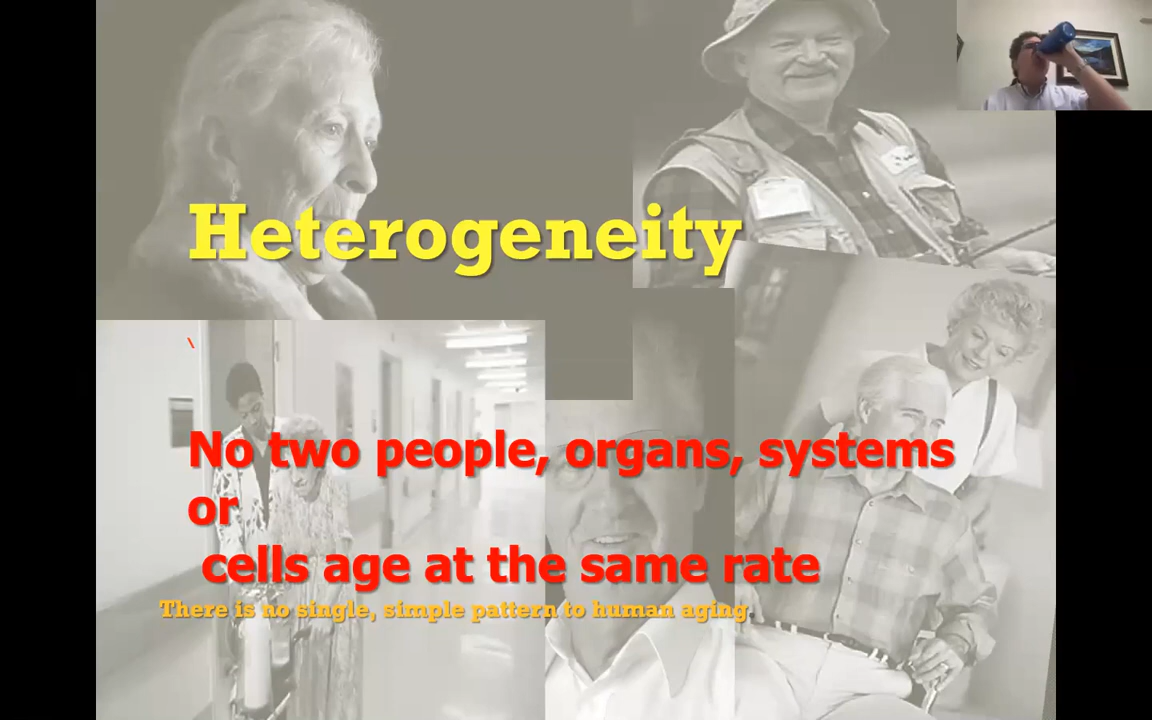 Heterogeneity
No two people, organs, systems
or
cells age at the same rate
There is no single, simple pattern to human aging.